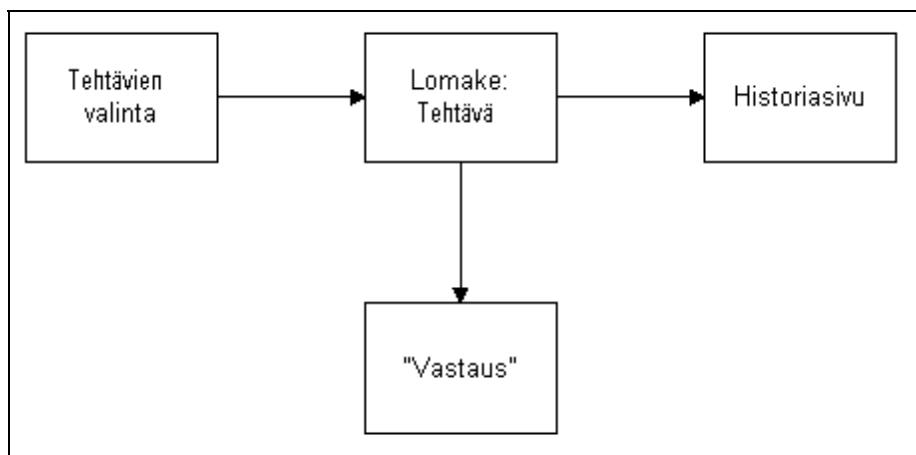 Tehtävien
valinta
Lomake:
Tehtävä
Historiasivu
"Vastaus"